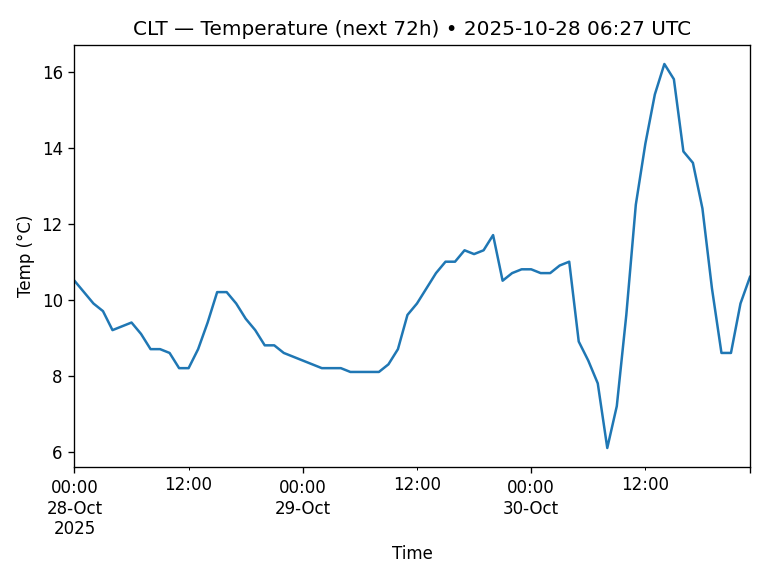 CLT — Temperature (next 72h) • 2025-10-28 06:27 UTC
Temp (°C)
16
14
12
10
8
6
00:00 12:00 00:00 12:00 00:00 12:00
28-Oct 29-Oct 30-Oct
2025
Time